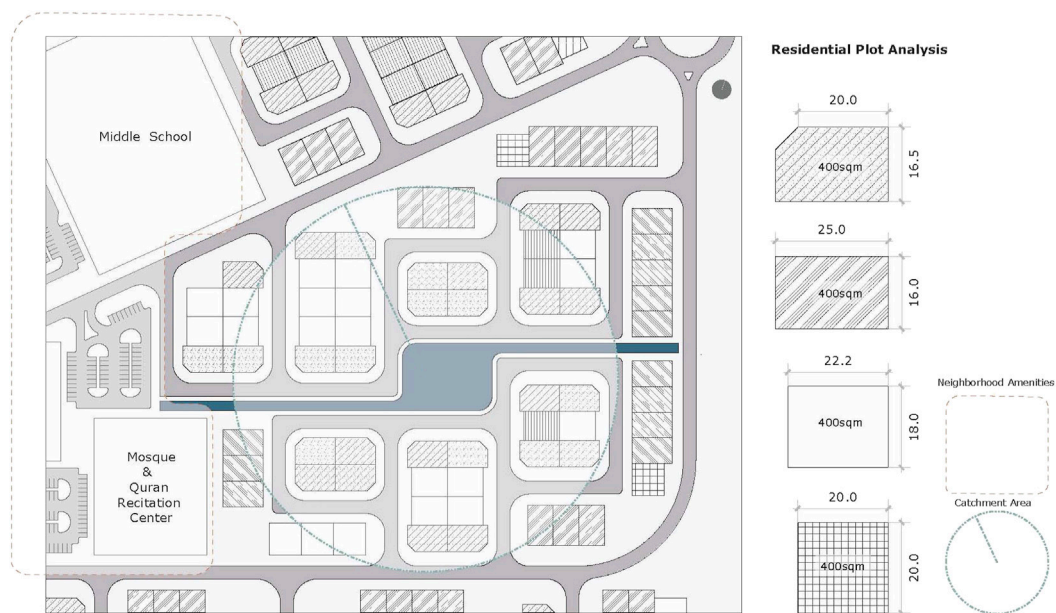 Residential Plot Analysis
Middle School
Mosque
&
Quran
Recitation
Center
20.0
400sqm
16.5
25.0
400sqm
16.0
22.2
400sqm
18.0
20.0
400sqm
20.0
Neighborhood Amenities
Catchment Area